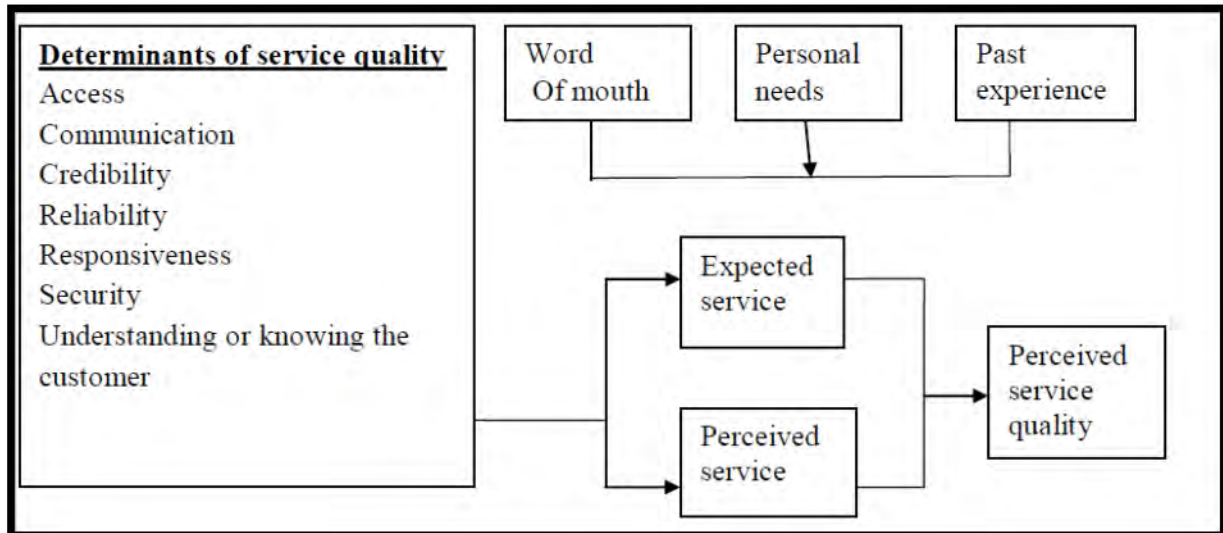 Determinants of service quality
Access
Communication
Credibility
Reliability
Responsiveness
Security
Understanding or knowing the
customer
Word
Of mouth
Personal
needs
Past
experience
Expected
service
Perceived
service
Perceived
service
quality